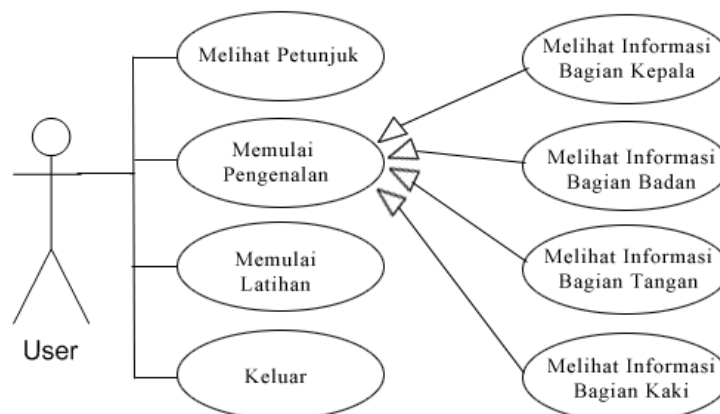 Melihat Petunjuk
Memulai
Pengenalan
Memulai
Latihan
Keluar
User
Melihat Informasi
Bagian Kepala
Melihat Informasi
Bagian Badan
Melihat Informasi
Bagian Tangan
Melihat Informasi
Bagian Kaki